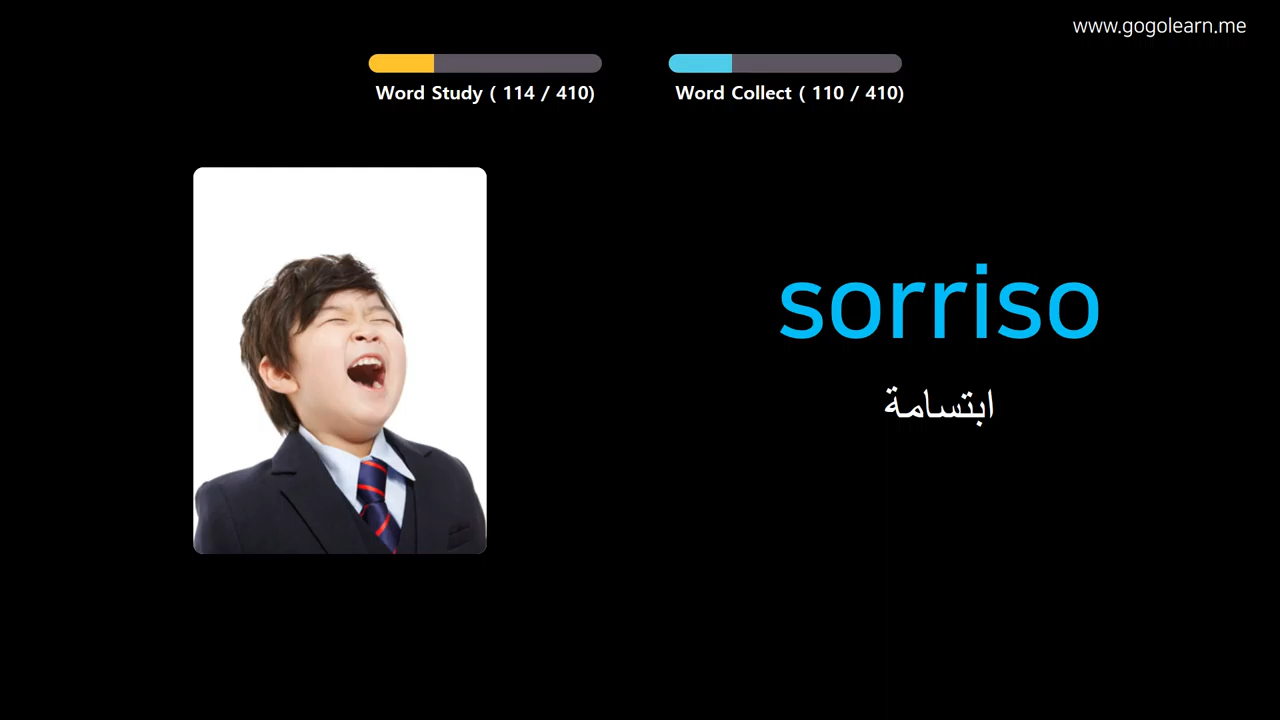 www.gogolearn.me
Word Study ( 114 / 410)
Word Collect ( 110 / 410)
sorriso
ابتسامة